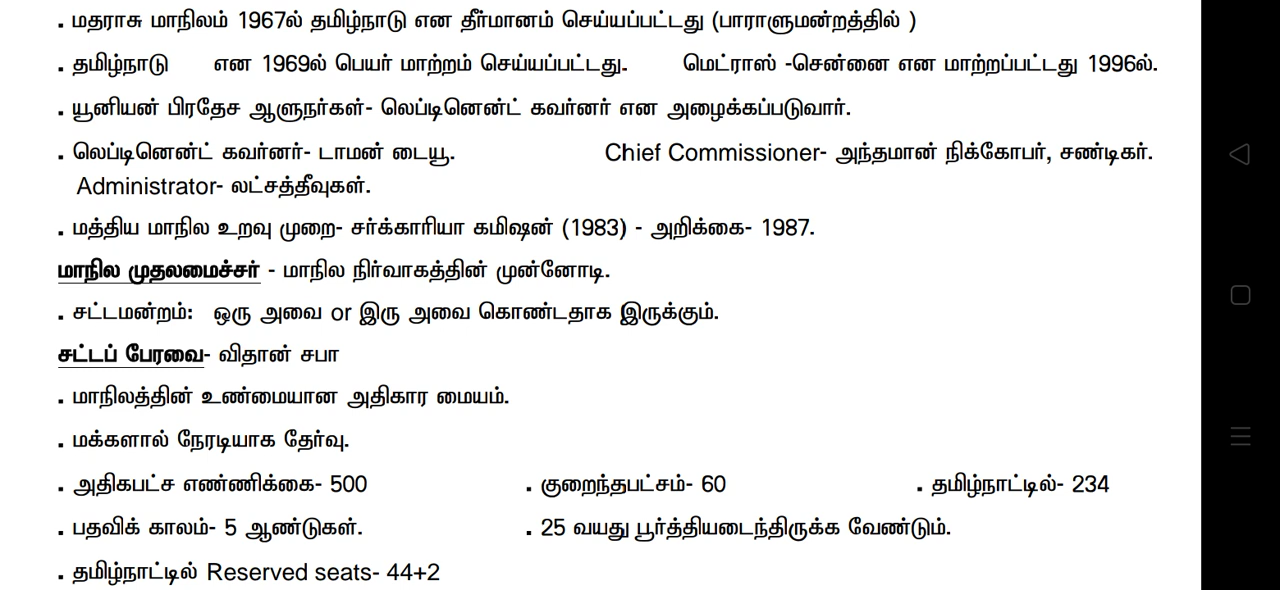 . மதராசு மாநிலம் 1967ல் தமிழ்நாடு என தீர்மானம் செய்யப்பட்டது (பாராளுமன்றத்தில் )
. தமிழ்நாடு என 1969ல் பெயர் மாற்றம் செய்யப்பட்டது. மெட்ராஸ் -சென்னை என மாற்றப்பட்டது 1996ல்.
. யூனியன் பிரதேச ஆளுநர்கள்- லெப்டினென்ட் கவர்னர் என அழைக்கப்படுவார்.
. லெப்டினென்ட் கவர்னர்- டாமன் டையூ. Chief Commissioner- அந்தமான் நிக்கோபர், சண்டிகர்.
Administrator- லட்சத்தீவுகள்.
. மத்திய மாநில உறவு முறை- சர்க்காரியா கமிஷன் (1983) - அறிக்கை- 1987.
மாநில முதலமைச்சர் - மாநில நிர்வாகத்தின் முன்னோடி.
. சட்டமன்றம்: ஒரு அவை or இரு அவை கொண்டதாக இருக்கும்.
சட்டப் பேரவை- விதான் சபா
. மாநிலத்தின் உண்மையான அதிகார மையம்.
. மக்களால் நேரடியாக தேர்வு.
. அதிகபட்ச எண்ணிக்கை- 500 . குறைந்தபட்சம்- 60 . தமிழ்நாட்டில்- 234
. பதவிக் காலம்- 5 ஆண்டுகள். . 25 வயது பூர்த்தியடைந்திருக்க வேண்டும்.
. தமிழ்நாட்டில் Reserved seats- 44+2